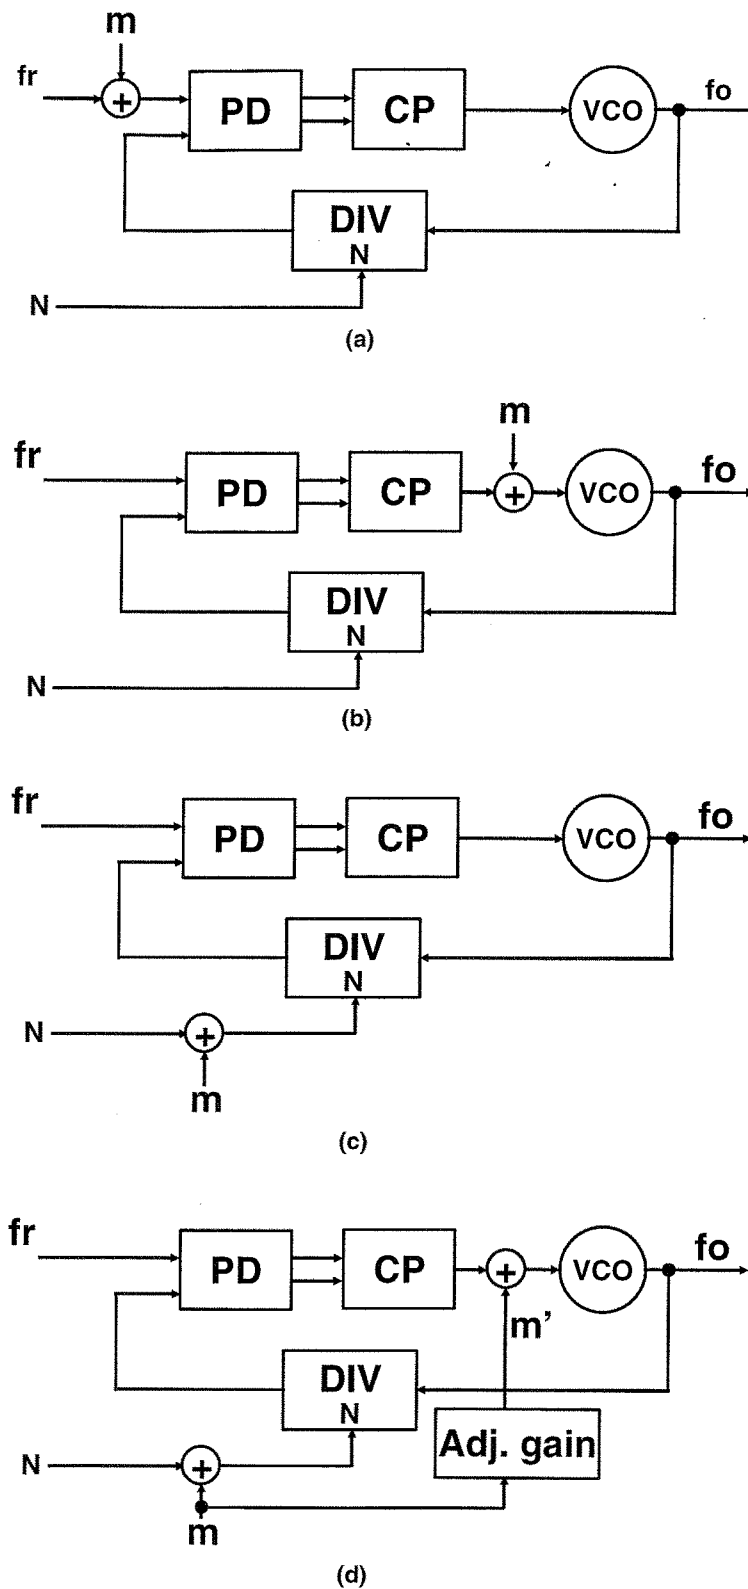 m
fr
+
PD
CP
VCO
fo
DIV
N
N
(a)
m
fr
PD
CP
+
VCO
fo
DIV
N
N
(b)
fr
PD
CP
VCO
fo
DIV
N
N
+
m
(c)
fr
PD
CP
+
VCO
fo
m'
DIV
N
Adj. gain
N
+
m
(d)